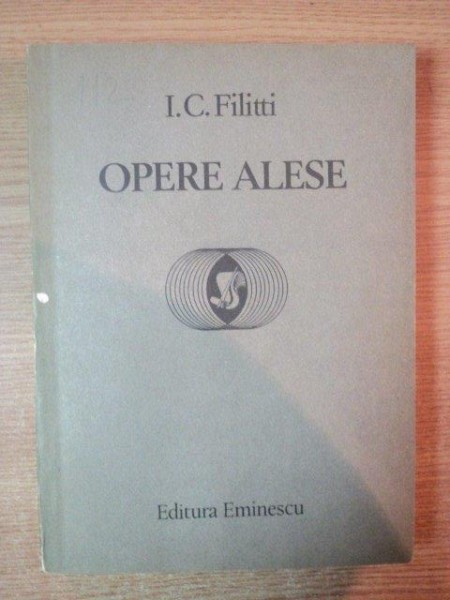 I.C. Filitti
OPERE ALESE
Editura Eminescu